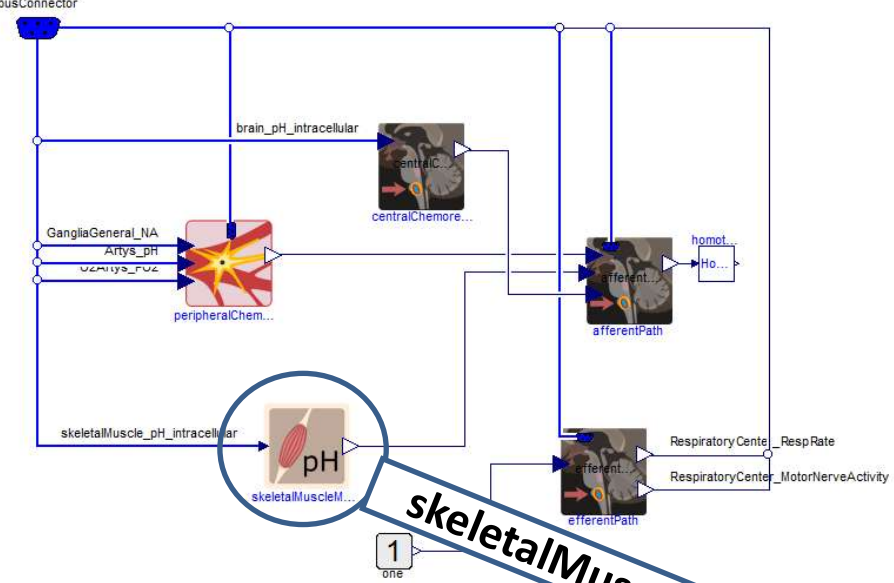 busConnector
brain_pH_intracellular
centralC...
centralChemore...
GangliaGeneral_NA
Artys_pH
O2Artys_PO2
peripheralChem...
homot...
Ho...
afferent...
afferentPath
skeletalMuscle_pH_intracellular
pH
skeletalMuscleM...
RespiratoryCenter_RespRate
RespiratoryCenter_MotorNerveActivity
efferent...
efferentPath
skeletalMus
1
one